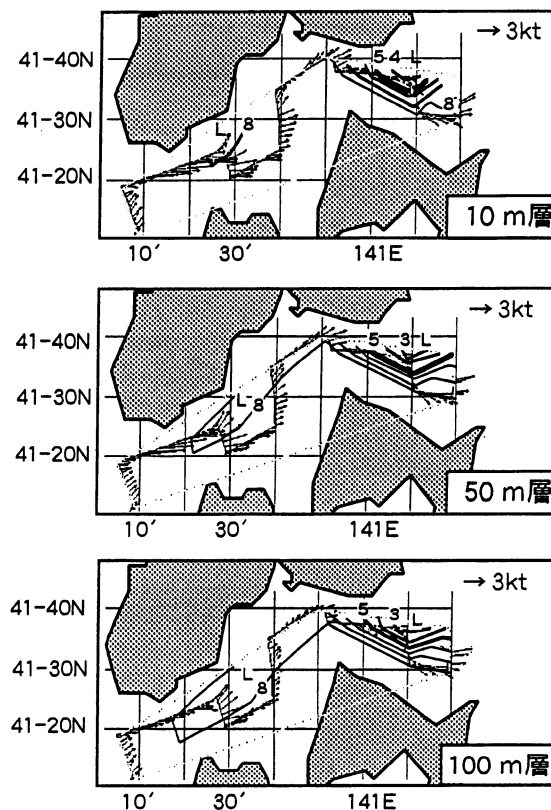 → 3kt
41-40N
5 4 L
41-30N
L 8
8
41-20N
10 m層
10′ 30′ 141E
→ 3kt
41-40N
5 3 L
41-30N
L 8
41-20N
50 m層
10′ 30′ 141E
→ 3kt
41-40N
5 3 L
41-30N
L
8
41-20N
100 m層
10′ 30′ 141E